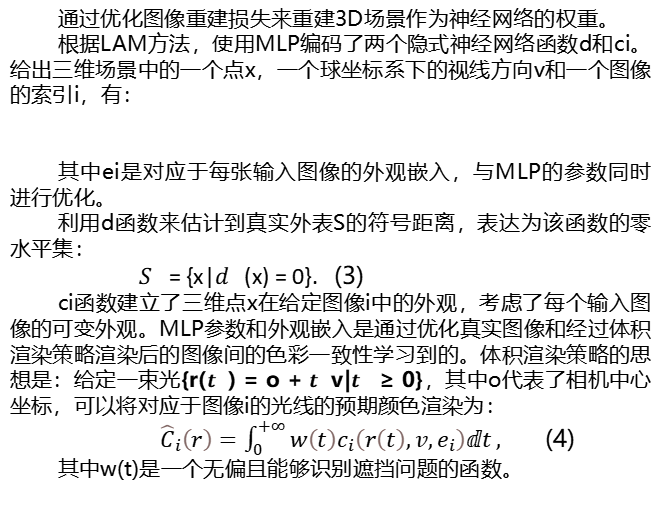 通过优化图像重建损失来重建3D场景作为神经网络的权重。
根据LAM方法，使用MLP编码了两个隐式神经网络函数d和ci。
给出三维场景中的一个点x，一个球坐标系下的视线方向v和一个图像
的索引i，有：
其中ei是对应于每张输入图像的外观嵌入，与MLP的参数同时
进行优化。
利用d函数来估计到真实外表S的符号距离，表达为该函数的零
水平集：
S = {x|d (x) = 0}. (3)
ci函数建立了三维点x在给定图像i中的外观，考虑了每个输入图
像的可变外观。MLP参数和外观嵌入是通过优化真实图像和经过体积
渲染策略渲染后的图像间的色彩一致性学习到的。体积渲染策略的思
想是：给定一束光{r(t ) = o + t v|t ≥ 0}，其中o代表了相机中心
坐标，可以将对应于图像i的光线的预期颜色渲染为：
Ĉᵢ(r) = ∫₀⁺∞ w(t)cᵢ(r(t), v, eᵢ)ⅆt , (4)
其中w(t)是一个无偏且能够识别遮挡问题的函数。